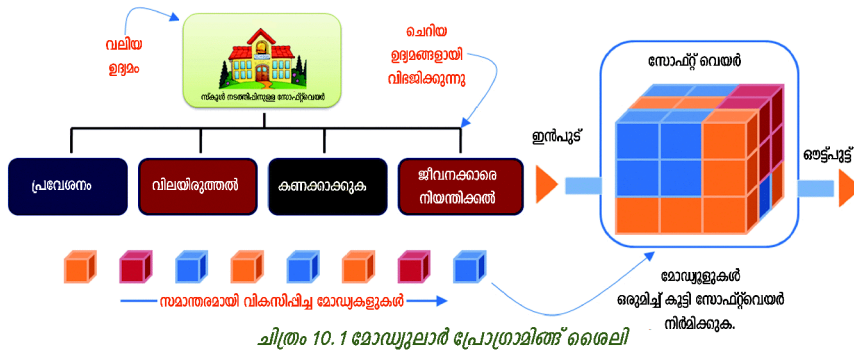 വലിയ
ഉദ്യമം
സ്കൂൾ നടത്തിപ്പിനുള്ള സോഫ്റ്റ്‌വെയർ
ചെറിയ
ഉദ്യമങ്ങളായി
വിഭജിക്കുന്നു
പ്രവേശനം
വിലയിരുത്തൽ
കണക്കാക്കുക
ജീവനക്കാരെ
നിയന്തിക്കൽ
ഇൻപുട്
സോഫ്റ്റ് വെയർ
ഔട്ട്പുട്ട്
സമാന്തരമായി വികസിപ്പിച്ച മോഡ്യകളുകൾ
മോഡ്യൂളുകൾ
ഒരുമിച്ച് കൂട്ടി സോഫ്റ്റ്‌വെയർ
നിർമിക്കുക.
ചിത്രം 10.1 മോഡ്യുലാർ പ്രോഗ്രാമിങ്ങ് ശൈലി